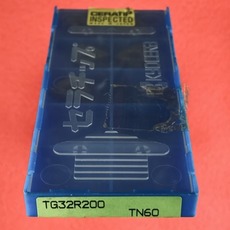 CERATIP
INSPECTED
セラチップ
KYOCERA
TG32R200
TN60